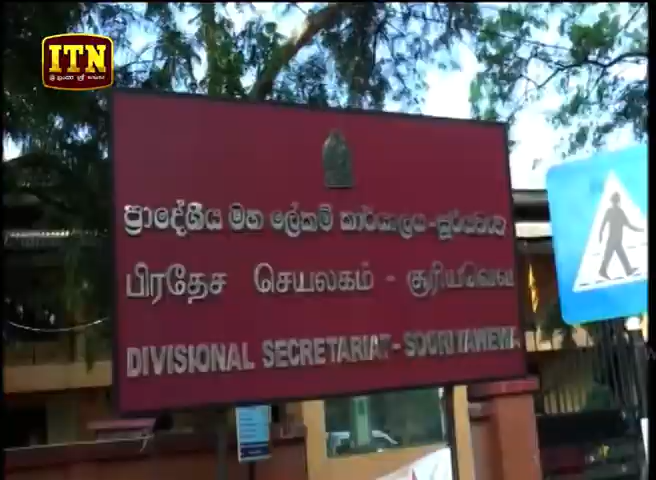 ITN
ප්‍රාදේශීය මහ ලේකම් කාර්යාලය-සූරියවැව
பிரதேச செயலகம் - சூரியவெவ
DIVISIONAL SECRETARIAT- SOORIYAWEWA